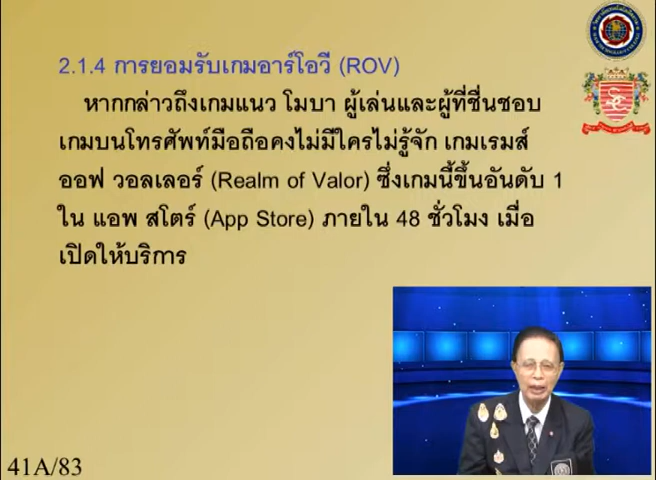 2.1.4 การยอมรับเกมอาร์โอวี (ROV)
หากกล่าวถึงเกมแนว โมบา ผู้เล่นและผู้ที่ชื่นชอบ
เกมบนโทรศัพท์มือถือคงไม่มีใครไม่รู้จัก เกมเรมส์
ออฟ วอลเลอร์ (Realm of Valor) ซึ่งเกมนี้ขึ้นอันดับ 1
ใน แอพ สโตร์ (App Store) ภายใน 48 ชั่วโมง เมื่อ
เปิดให้บริการ
41A/83